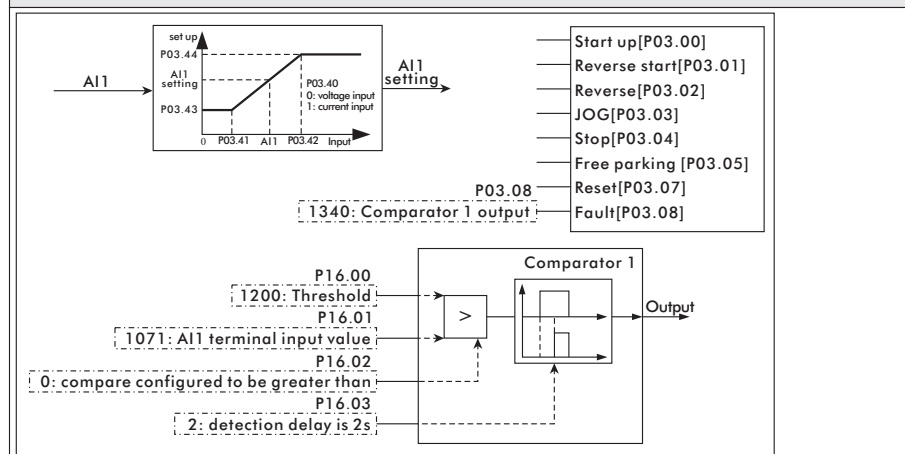 set up
P03.44
AI1
setting
P03.43
0
P03.41
AI1
P03.42
Input
P03.40
0: voltage input
1: current input
AI1
AI1
setting
Start up[P03.00]
Reverse start[P03.01]
Reverse[P03.02]
JOG[P03.03]
Stop[P03.04]
Free parking [P03.05]
Reset[P03.07]
Fault[P03.08]
P03.08
1340: Comparator 1 output
P16.00
1200: Threshold
P16.01
1071: AI1 terminal input value
P16.02
0: compare configured to be greater than
P16.03
2: detection delay is 2s
Comparator 1
>
Output